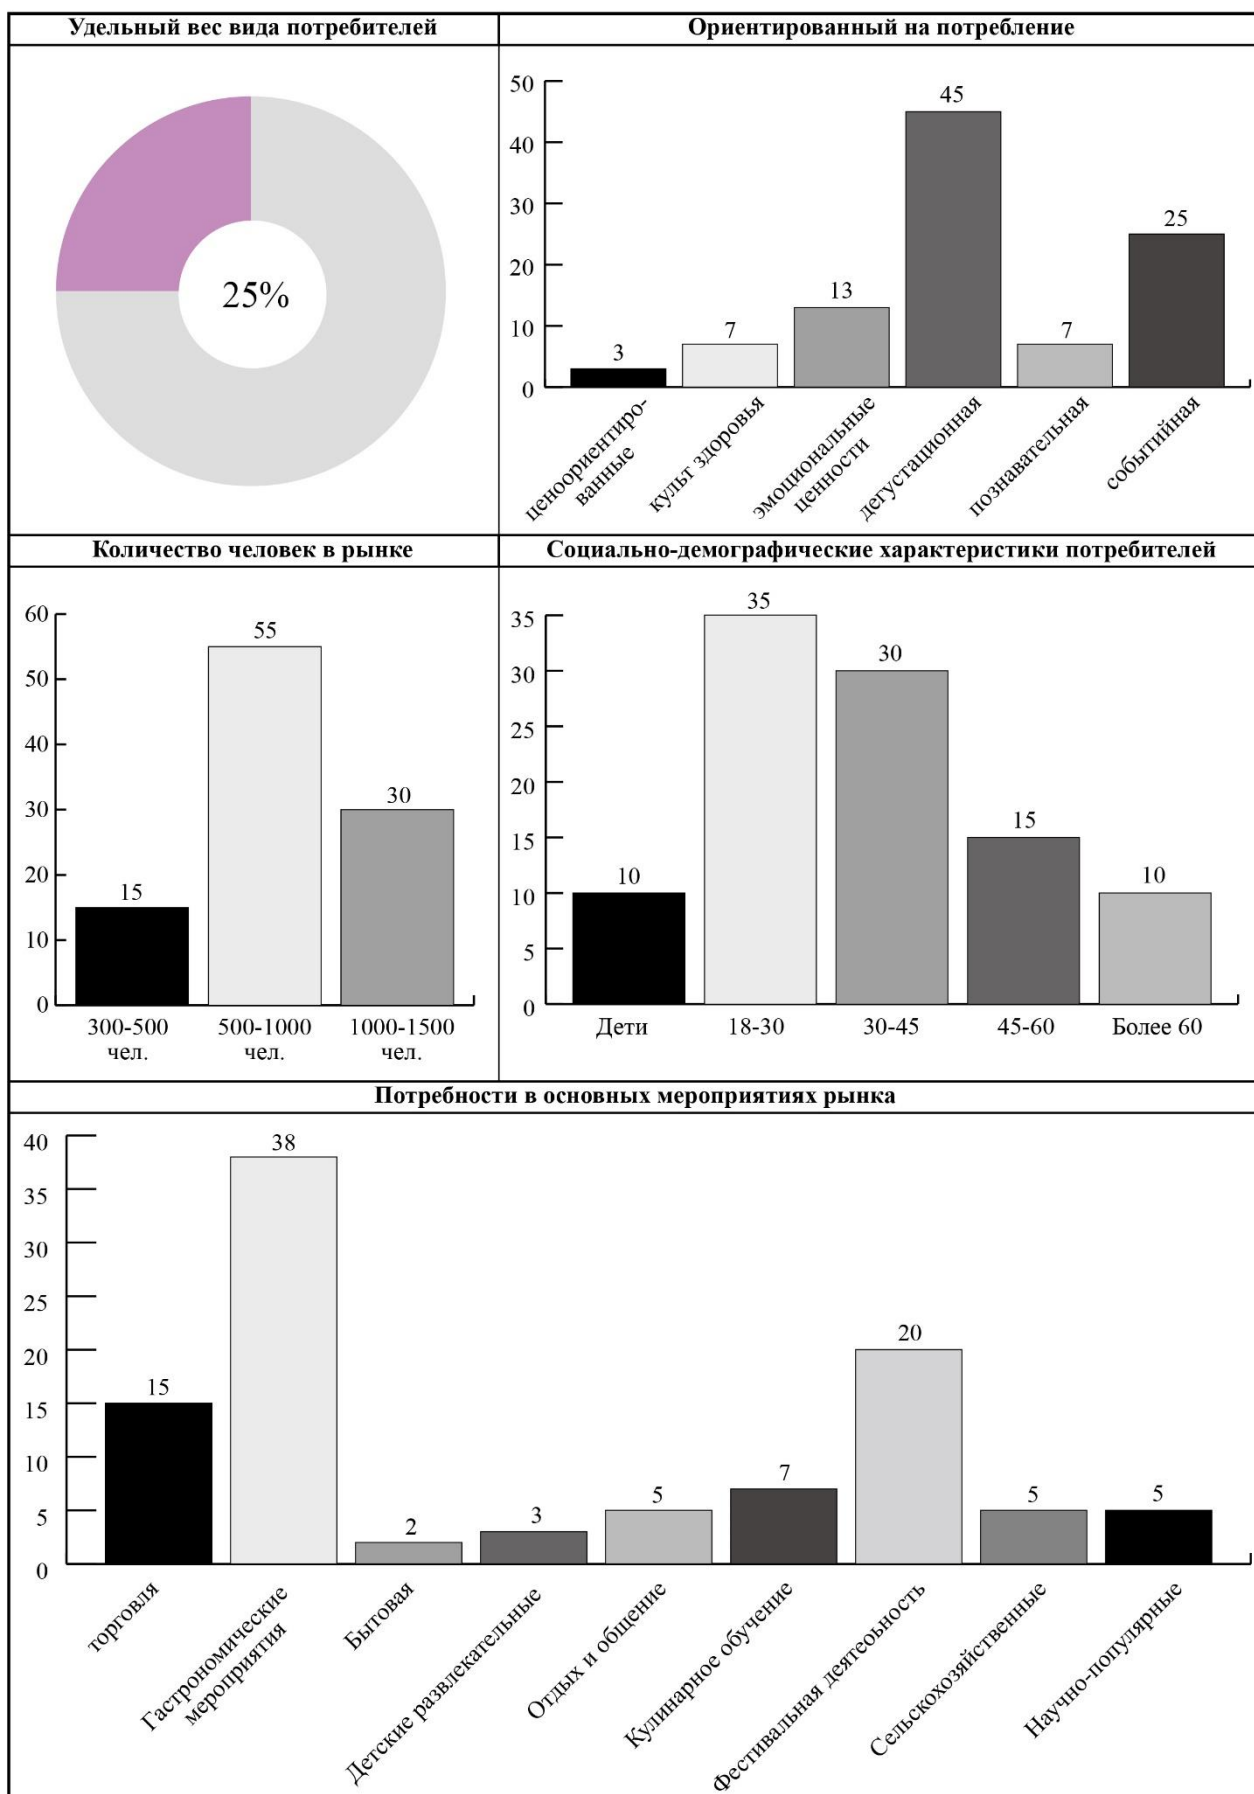 Удельный вес вида потребителей
Ориентированный на потребление
25%
50
40
30
20
10
0
3
7
13
45
7
25
ценоориентиро-
ванные
культ здоровья
эмоциональные
ценности
дегустационная
познавательная
событийная
Количество человек в рынке
Социально-демографические характеристики потребителей
60
50
40
30
20
10
0
15
55
30
300-500
чел.
500-1000
чел.
1000-1500
чел.
35
30
25
20
15
10
5
0
10
35
30
15
10
Дети
18-30
30-45
45-60
Более 60
Потребности в основных мероприятиях рынка
40
35
30
25
20
15
10
5
0
15
38
2
3
5
7
20
5
5
торговля
Гастрономические
мероприятия
Бытовая
Детские развлекательные
Отдых и общение
Кулинарное обучение
Фестивальная деятеоьность
Сельскохозяйственные
Научно-популярные